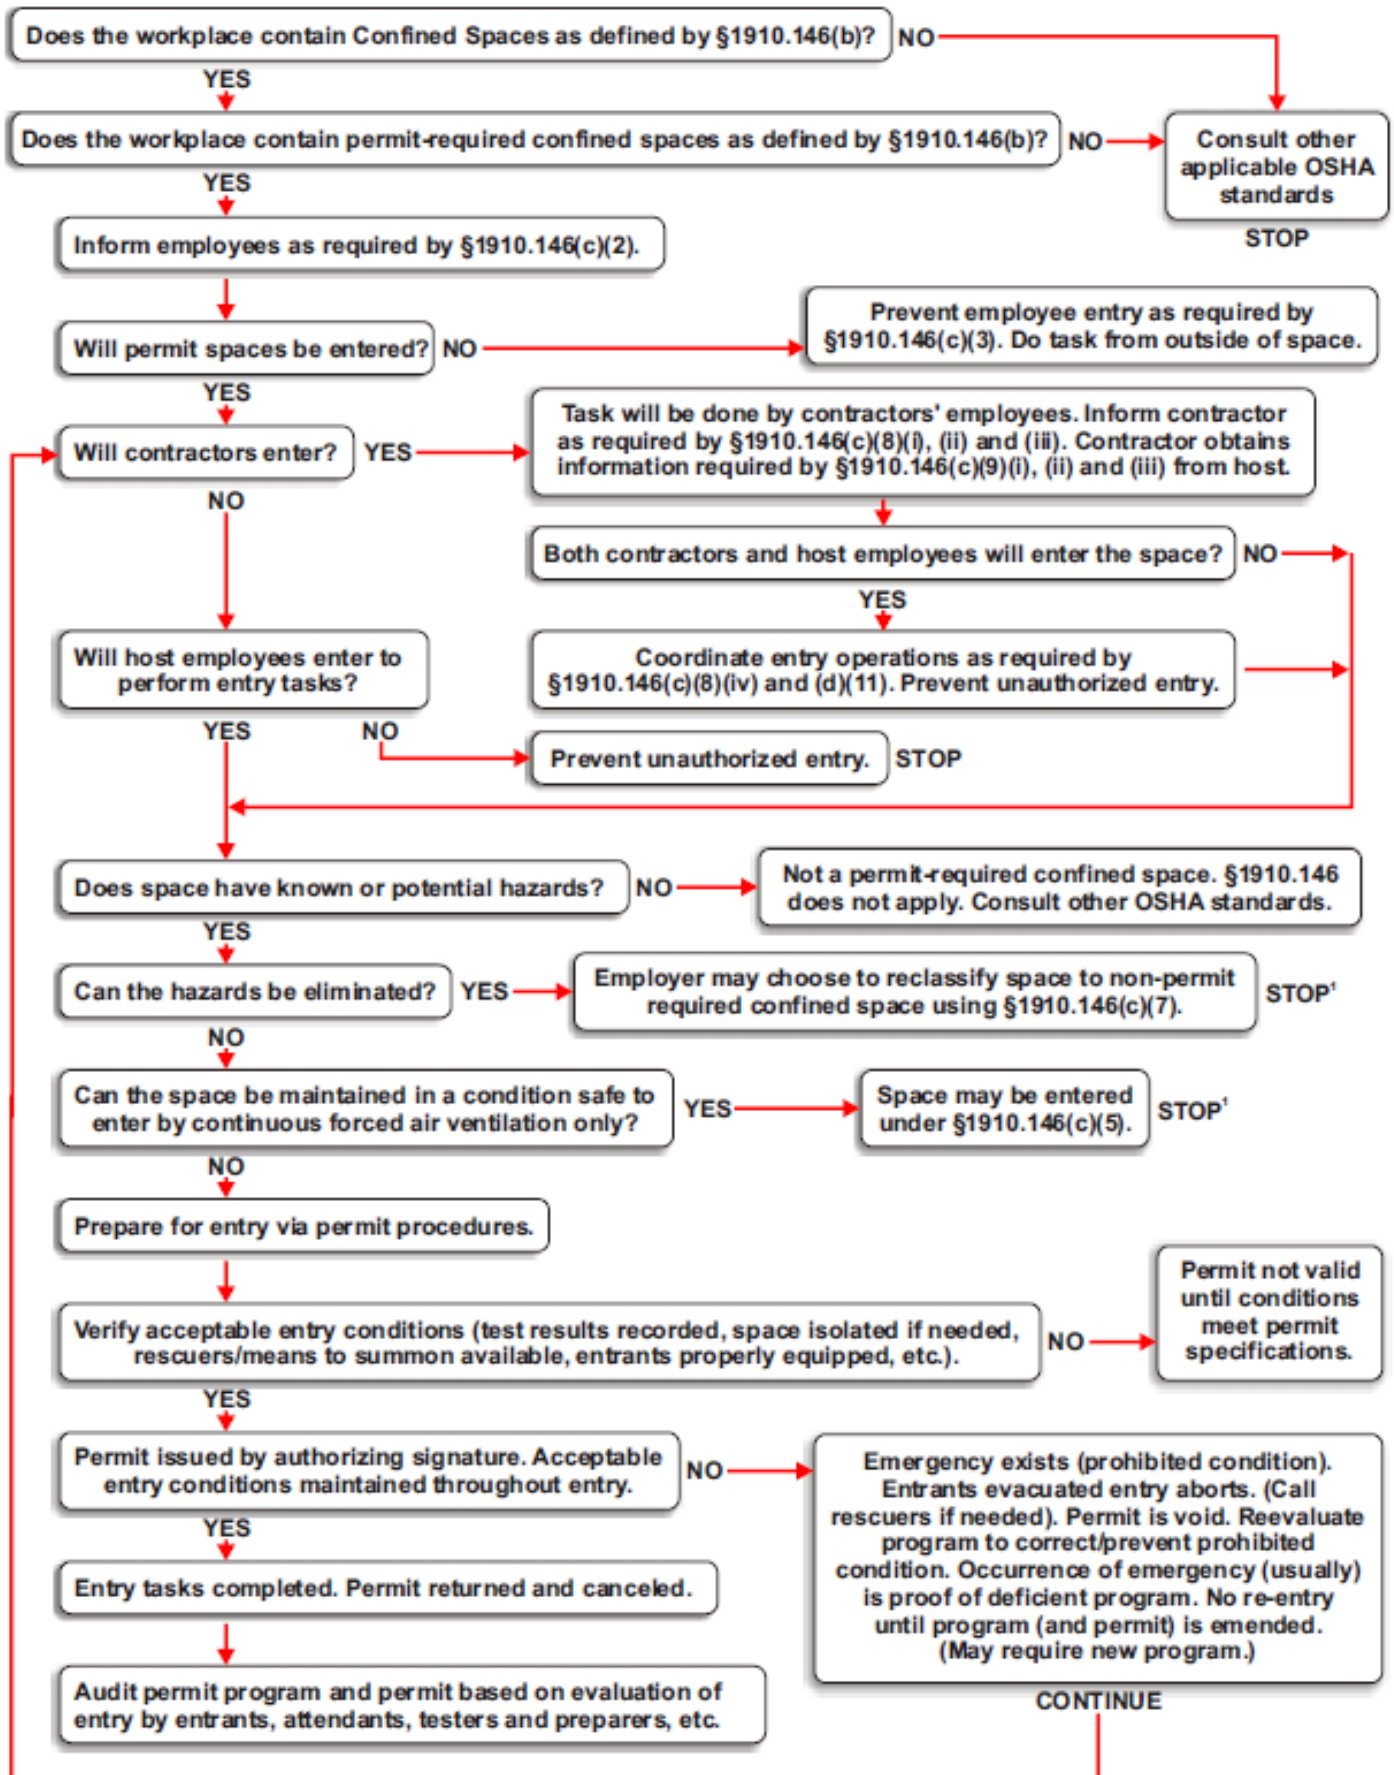 Does the workplace contain Confined Spaces as defined by §1910.146(b)?
NO
YES
Does the workplace contain permit-required confined spaces as defined by §1910.146(b)?
NO
Consult other
applicable OSHA
standards
STOP
YES
Inform employees as required by §1910.146(c)(2).
Will permit spaces be entered?
NO
Prevent employee entry as required by
§1910.146(c)(3). Do task from outside of space.
YES
Will contractors enter?
YES
Task will be done by contractors' employees. Inform contractor
as required by §1910.146(c)(8)(i), (ii) and (iii). Contractor obtains
information required by §1910.146(c)(9)(i), (ii) and (iii) from host.
NO
Both contractors and host employees will enter the space?
NO
YES
Will host employees enter to
perform entry tasks?
Coordinate entry operations as required by
§1910.146(c)(8)(iv) and (d)(11). Prevent unauthorized entry.
YES
NO
Prevent unauthorized entry.
STOP
Does space have known or potential hazards?
NO
Not a permit-required confined space. §1910.146
does not apply. Consult other OSHA standards.
YES
Can the hazards be eliminated?
YES
Employer may choose to reclassify space to non-permit
required confined space using §1910.146(c)(7).
STOP¹
NO
Can the space be maintained in a condition safe to
enter by continuous forced air ventilation only?
YES
Space may be entered
under §1910.146(c)(5).
STOP¹
NO
Prepare for entry via permit procedures.
Verify acceptable entry conditions (test results recorded, space isolated if needed,
rescuers/means to summon available, entrants properly equipped, etc.).
NO
Permit not valid
until conditions
meet permit
specifications.
YES
Permit issued by authorizing signature. Acceptable
entry conditions maintained throughout entry.
NO
Emergency exists (prohibited condition).
Entrants evacuated entry aborts. (Call
rescuers if needed). Permit is void. Reevaluate
program to correct/prevent prohibited
condition. Occurrence of emergency (usually)
is proof of deficient program. No re-entry
until program (and permit) is emended.
(May require new program.)
YES
Entry tasks completed. Permit returned and canceled.
Audit permit program and permit based on evaluation of
entry by entrants, attendants, testers and preparers, etc.
CONTINUE